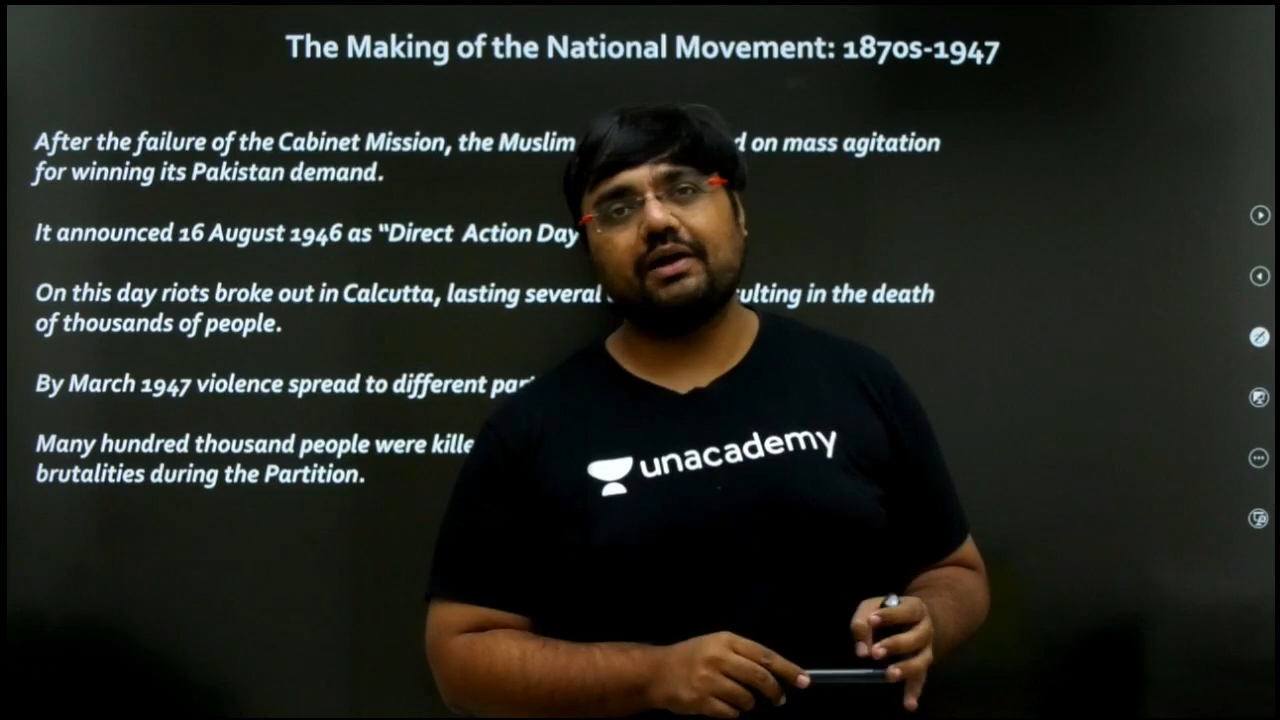 The Making of the National Movement: 1870s-1947
After the failure of the Cabinet Mission, the Muslim d on mass agitation
for winning its Pakistan demand.
It announced 16 August 1946 as “Direct Action Day
On this day riots broke out in Calcutta, lasting several ulting in the death
of thousands of people.
By March 1947 violence spread to different par
Many hundred thousand people were kille
brutalities during the Partition.
unacademy